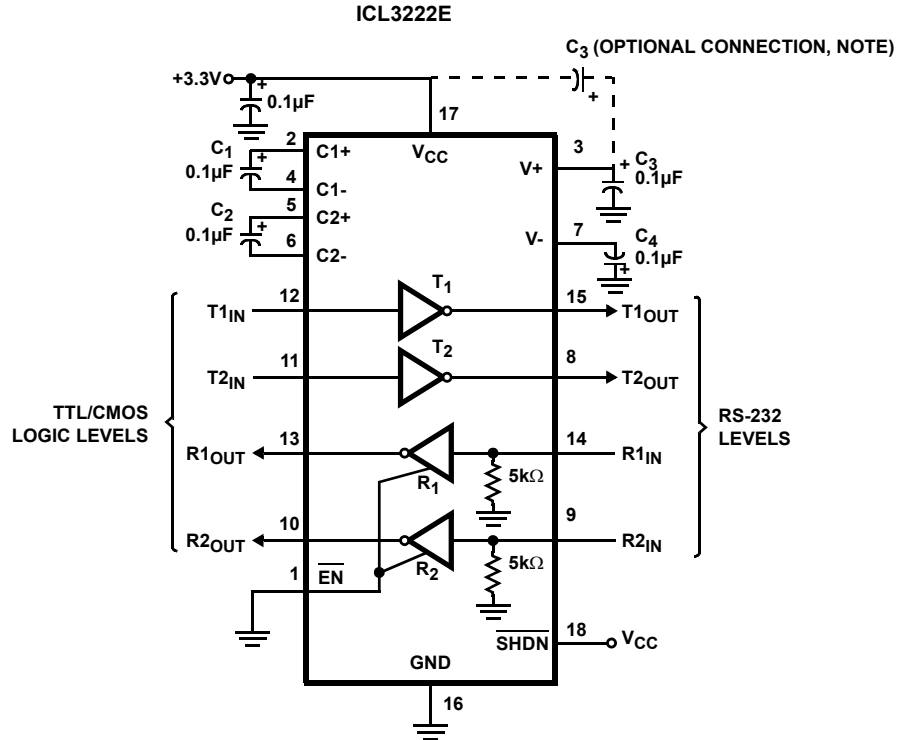 ICL3222E
C3 (OPTIONAL CONNECTION, NOTE)
+3.3V
+
0.1µF
+
17
VCC
2
C1+
C1
0.1µF
+
4
C1-
5
C2+
C2
0.1µF
+
6
C2-
3
V+
+
C3
0.1µF
7
V-
C4
0.1µF
+
T1IN
12
T1
15
T1OUT
T2IN
11
T2
8
T2OUT
TTL/CMOS
LOGIC LEVELS
RS-232
LEVELS
R1OUT
13
R1
14
R1IN
5kΩ
R2OUT
10
R2
9
R2IN
5kΩ
1
EN
SHDN
18
VCC
GND
16